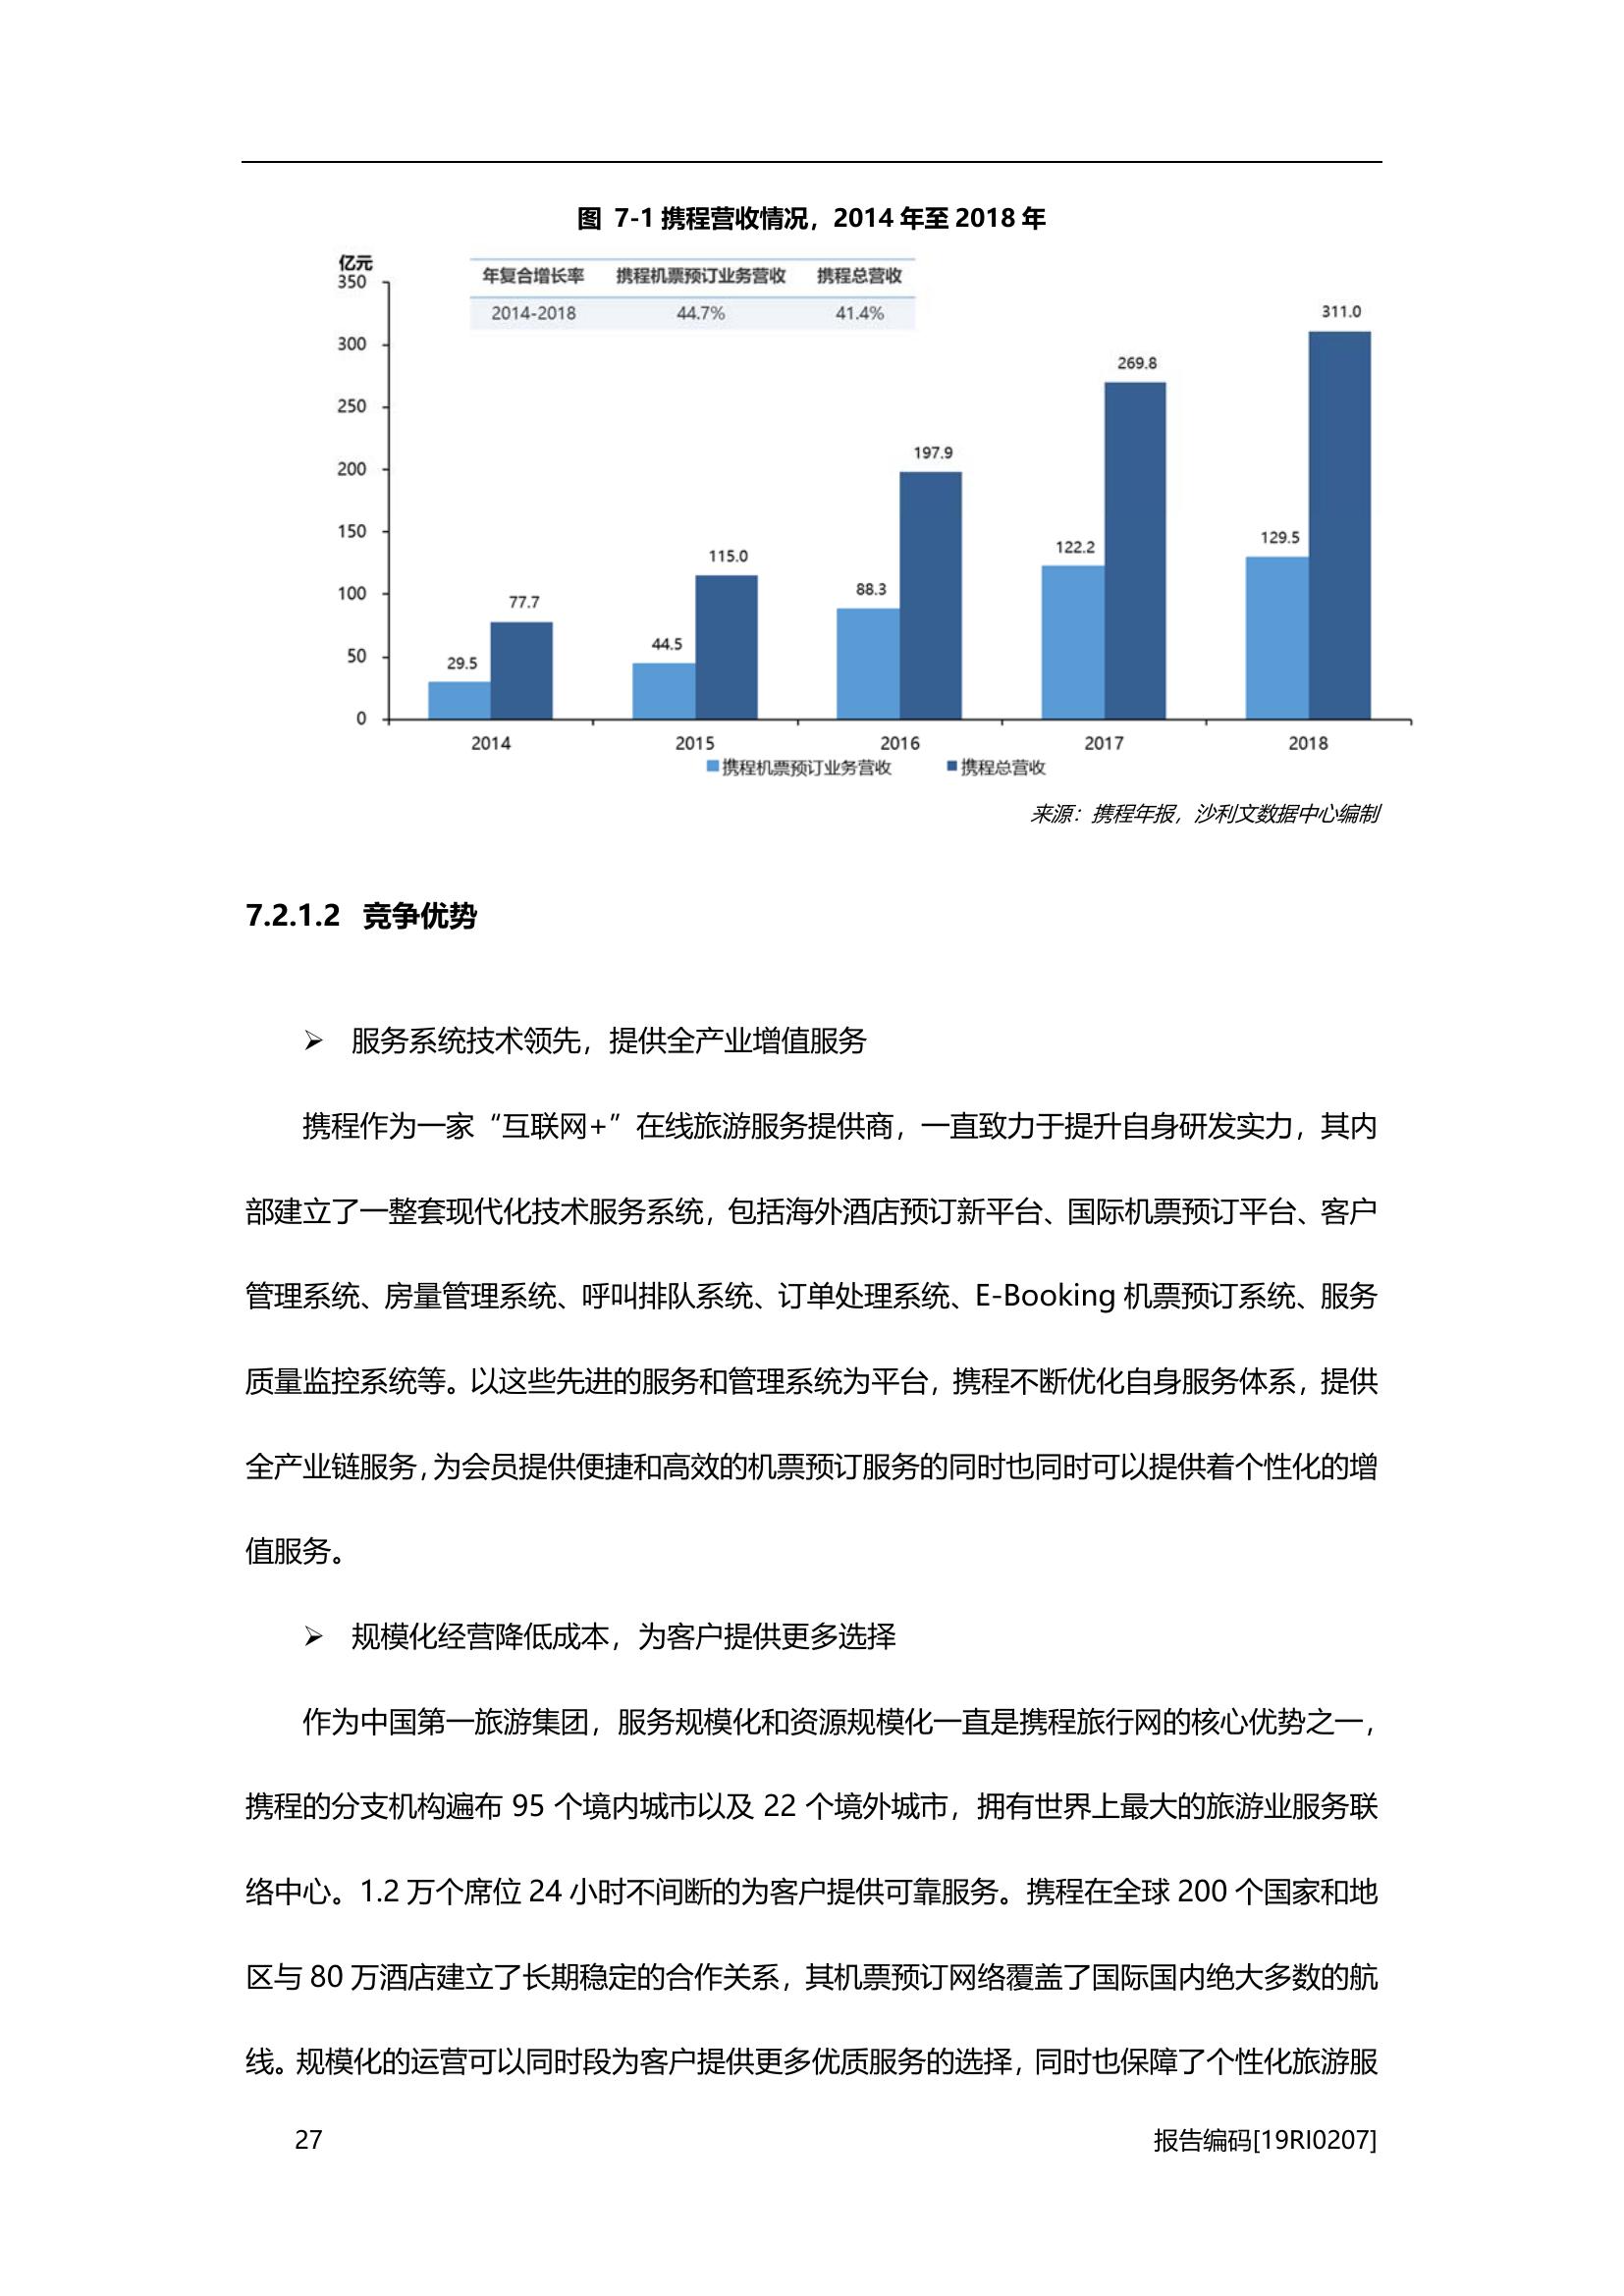 图 7-1 携程营收情况，2014 年至 2018 年
亿元
年复合增长率 携程机票预订业务营收 携程总营收
2014-2018 44.7% 41.4%
350
300
250
200
150
100
50
0
29.5 77.7
44.5 115.0
88.3 197.9
122.2 269.8
129.5 311.0
2014 2015 2016 2017 2018
携程机票预订业务营收 携程总营收
来源：携程年报，沙利文数据中心编制
7.2.1.2 竞争优势
➢ 服务系统技术领先，提供全产业增值服务
携程作为一家“互联网+”在线旅游服务提供商，一直致力于提升自身研发实力，其内
部建立了一整套现代化技术服务系统，包括海外酒店预订新平台、国际机票预订平台、客户
管理系统、房量管理系统、呼叫排队系统、订单处理系统、E-Booking 机票预订系统、服务
质量监控系统等。以这些先进的服务和管理系统为平台，携程不断优化自身服务体系，提供
全产业链服务，为会员提供便捷和高效的机票预订服务的同时也同时可以提供着个性化的增
值服务。
➢ 规模化经营降低成本，为客户提供更多选择
作为中国第一旅游集团，服务规模化和资源规模化一直是携程旅行网的核心优势之一，
携程的分支机构遍布 95 个境内城市以及 22 个境外城市，拥有世界上最大的旅游业服务联
络中心。1.2 万个席位 24 小时不间断的为客户提供可靠服务。携程在全球 200 个国家和地
区与 80 万酒店建立了长期稳定的合作关系，其机票预订网络覆盖了国际国内绝大多数的航
线。规模化的运营可以同时段为客户提供更多优质服务的选择，同时也保障了个性化旅游服
27 报告编码[19RI0207]